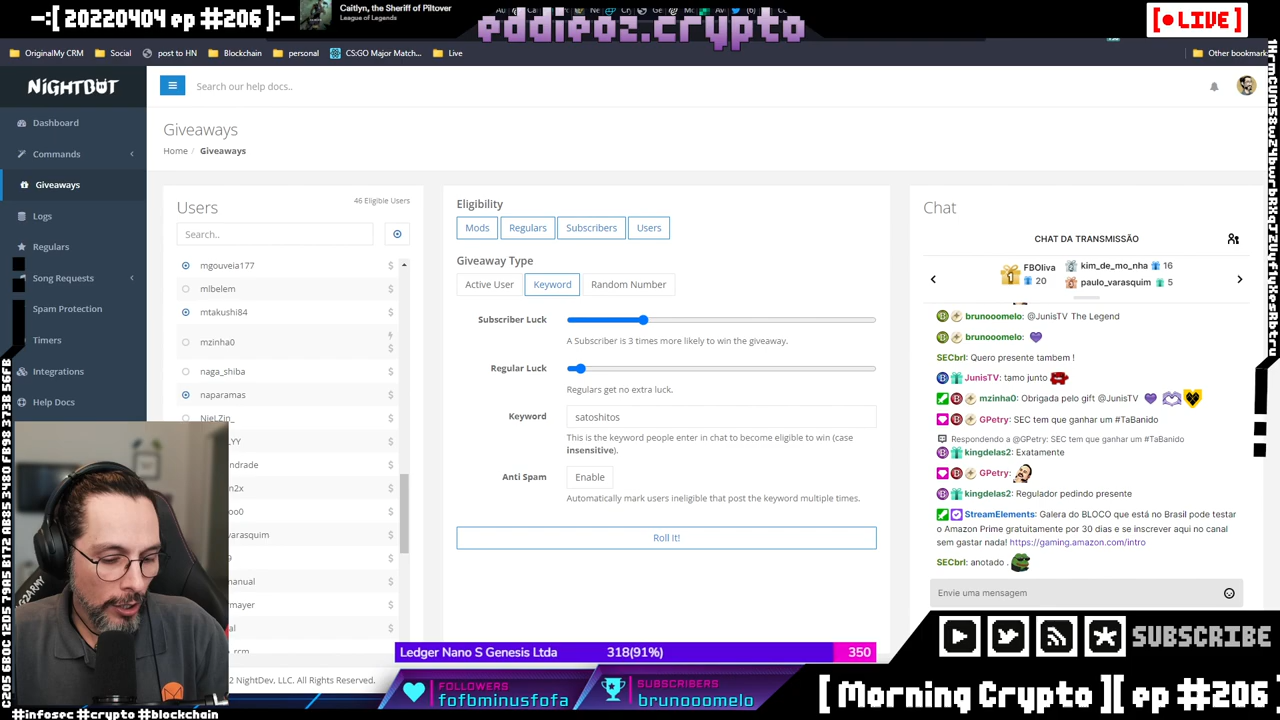 [ 20220404 ep #206 ]
Caitlyn, the Sheriff of Piltover
League of Legends
eddieoz.crypto
[ LIVE ]
OriginalMy CRM
Social
post to HN
Blockchain
personal
CS:GO Major Match...
Live
Other bookmark
NiGHTBOT
Search our help docs..
Dashboard
Commands
Giveaways
Logs
Regulars
Song Requests
Spam Protection
Timers
Integrations
Help Docs
Giveaways
Home / Giveaways
Users
46 Eligible Users
Search..
mgouveia177 $
mlbelem $
mtakushi84 $
mzinha0 $
naga_shiba $
naparamas $
NieLZin_ $
Eligibility
Mods
Regulars
Subscribers
Users
Giveaway Type
Active User
Keyword
Random Number
Subscriber Luck
A Subscriber is 3 times more likely to win the giveaway.
Regular Luck
Regulars get no extra luck.
Keyword
satoshitos
This is the keyword people enter in chat to become eligible to win (case
insensitive).
Anti Spam
Enable
Automatically mark users ineligible that post the keyword multiple times.
Roll It!
Chat
CHAT DA TRANSMISSÃO
1 FBOliva 20
kim_de_mo_nha 16
paulo_varasquim 5
brunooomelo: @JunisTV The Legend
brunooomelo:
SECbrl: Quero presente tambem !
JunisTV: tamo junto
mzinha0: Obrigada pelo gift @JunisTV
GPetry: SEC tem que ganhar um #TaBanido
Respondendo a @GPetry: SEC tem que ganhar um #TaBanido
kingdelas2: Exatamente
GPetry:
kingdelas2: Regulador pedindo presente
StreamElements: Galera do BLOCO que está no Brasil pode testar
o Amazon Prime gratuitamente por 30 dias e se inscrever aqui no canal
sem gastar nada! https://gaming.amazon.com/intro
SECbrl: anotado .
Envie uma mensagem
SUBSCRIBE
Ledger Nano S Genesis Ltda 318(91%) 350
FOLLOWERS
fofbminusfofa
SUBSCRIBERS
brunooomelo
[ Morning Crypto ][ ep #206 ]
2 NightDev, LLC. All Rights Reserved.
#infosec #crypto #blockchain